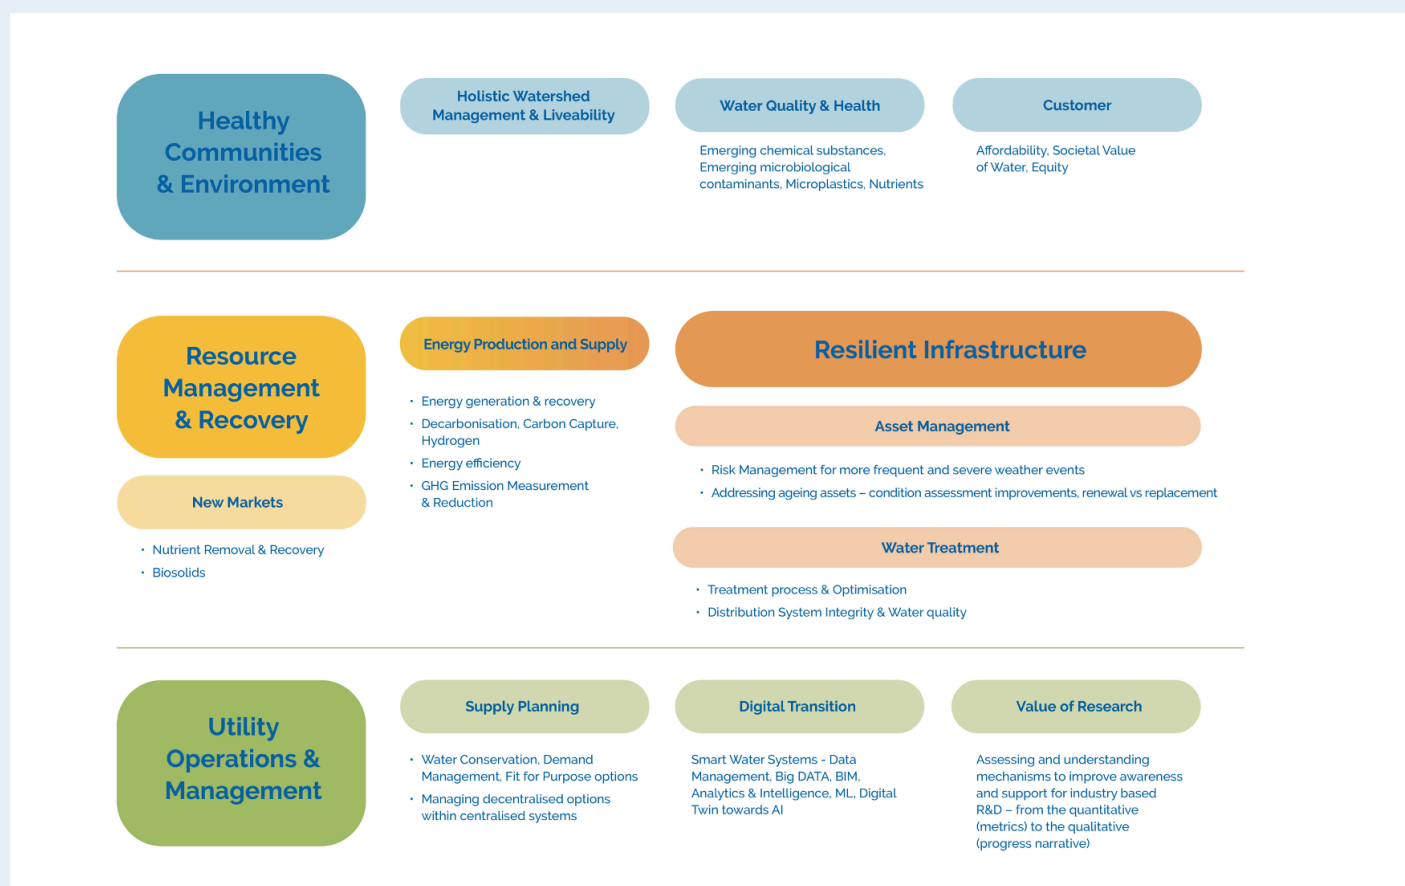 Healthy
Communities
& Environment
Holistic Watershed
Management & Liveability
Water Quality & Health
Emerging chemical substances,
Emerging microbiological
contaminants, Microplastics, Nutrients
Customer
Affordability, Societal Value
of Water, Equity
Resource
Management
& Recovery
New Markets
• Nutrient Removal & Recovery
• Biosolids
Energy Production and Supply
• Energy generation & recovery
• Decarbonisation, Carbon Capture,
Hydrogen
• Energy efficiency
• GHG Emission Measurement
& Reduction
Resilient Infrastructure
Asset Management
• Risk Management for more frequent and severe weather events
• Addressing ageing assets – condition assessment improvements, renewal vs replacement
Water Treatment
• Treatment process & Optimisation
• Distribution System Integrity & Water quality
Utility
Operations &
Management
Supply Planning
• Water Conservation, Demand
Management, Fit for Purpose options
• Managing decentralised options
within centralised systems
Digital Transition
Smart Water Systems - Data
Management, Big DATA, BIM,
Analytics & Intelligence, ML, Digital
Twin towards AI
Value of Research
Assessing and understanding
mechanisms to improve awareness
and support for industry based
R&D – from the quantitative
(metrics) to the qualitative
(progress narrative)